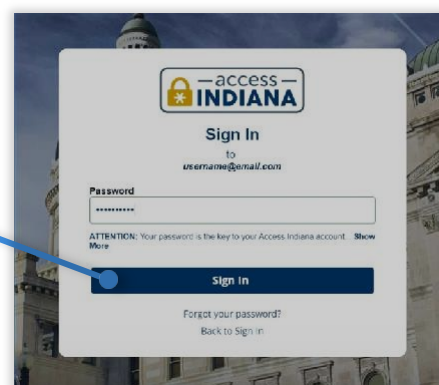 access
INDIANA
Sign In
to
username@email.com
Password
••••••••••
ATTENTION: Your password is the key to your Access Indiana account. Show
More
Sign In
Forgot your password?
Back to Sign In